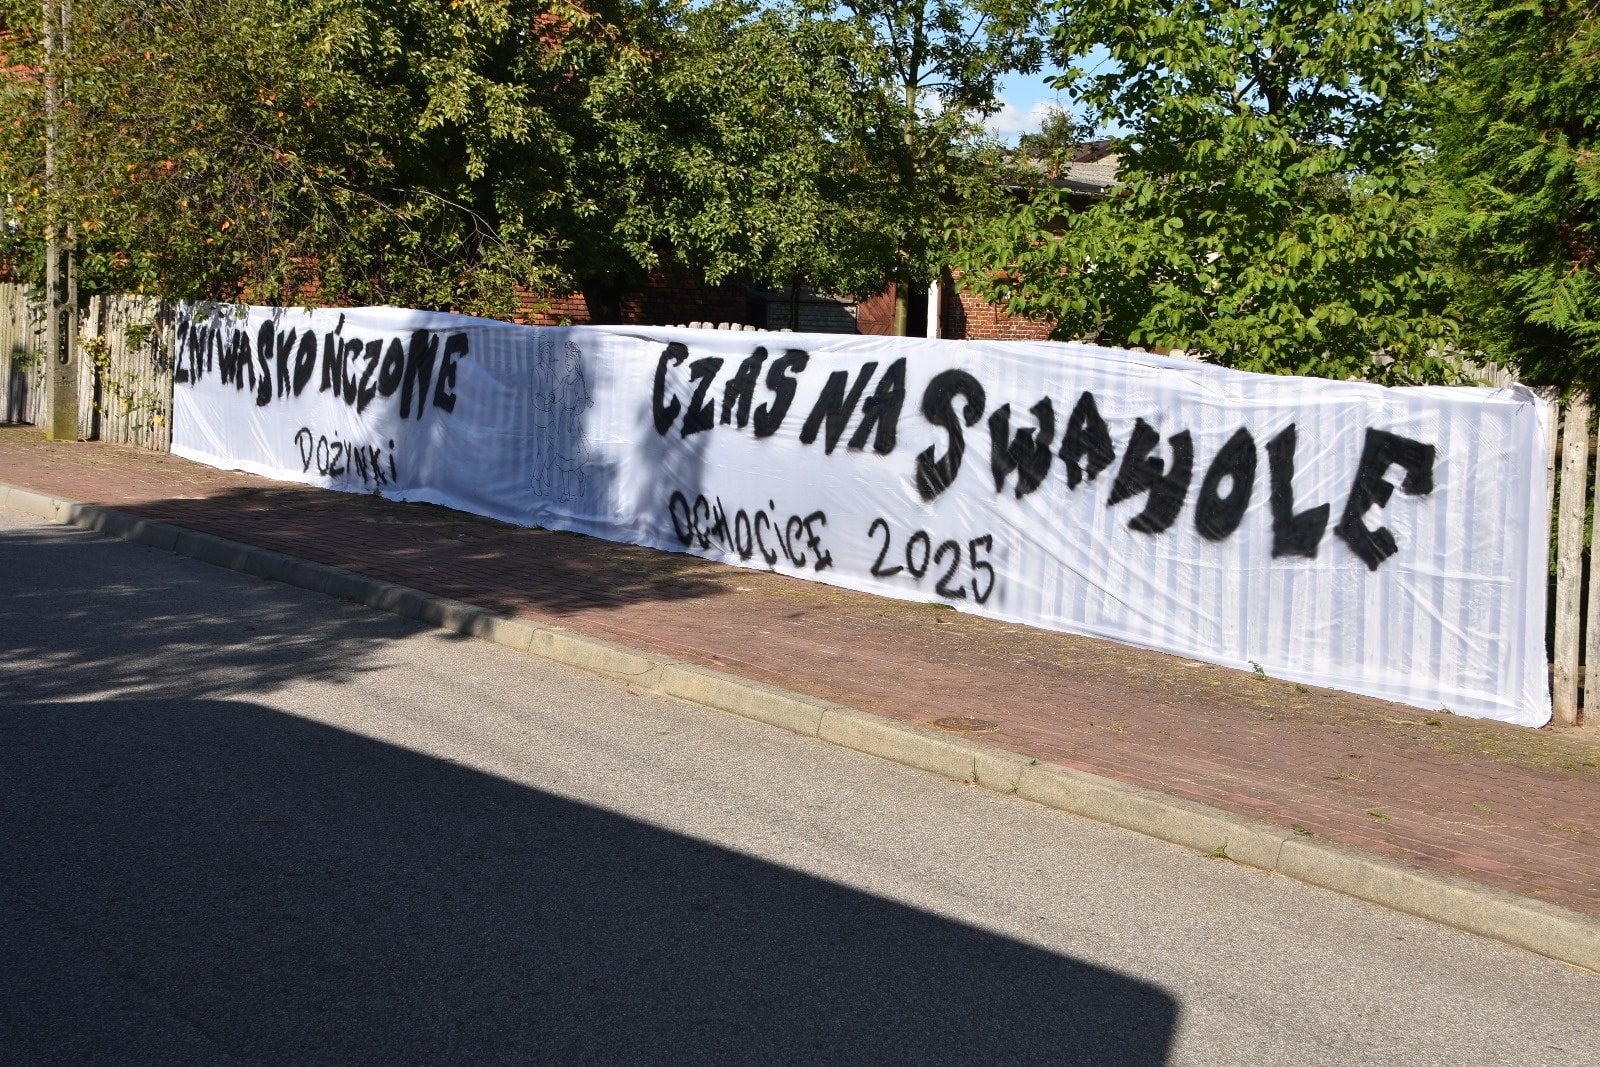 ŻNIWA SKOŃCZONE
DOŻYNKI
CZAS NA SWAWOLE
OCHOCICE 2025